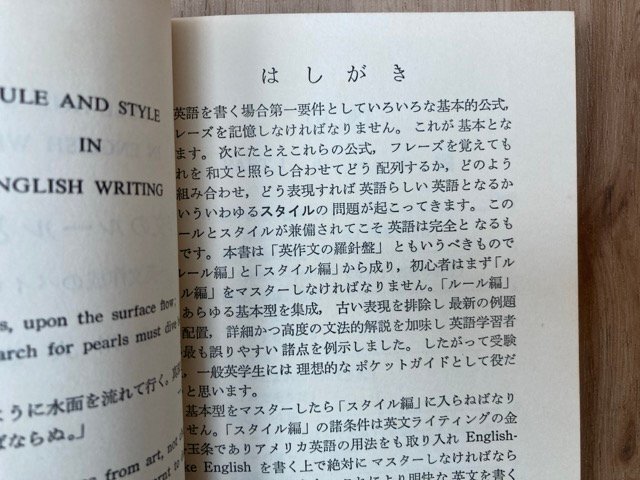 ULE AND STYLE
IN
NGLISH WRITING
s, upon the surface flow:
arch for pearls must dive
ように水面を流れて行く。
ばならぬ。」
from art, not
はしがき
英語を書く場合第一要件としていろいろな基本的公式，
レーズを記憶しなければなりません。これが 基本とな
ます。次にたとえこれらの公式，フレーズを覚えても
れを 和文と照らし合わせてどう 配列するか，どのよう
組み合わせ，どう表現すれば 英語らしい 英語となるか
いういわゆるスタイルの 問題が起こってきます。この
ールとスタイルが兼備されてこそ 英語は完全と なるも
です。本書は「英作文の羅針盤」ともいうべきもので
ルール編」と「スタイル編」から成り，初心者はまず「ル
ル編」をマスターしなければなりません。「ルール編」
あらゆる基本型を集成， 古い表現を排除し 最新の例題
配置， 詳細かつ高度の文法的解説を加味し 英語学習者
最も誤りやすい 諸点を例示しました。したがって受験
，一般英学生には 理想的な ポケットガイドとして役だ
っと思います。
基本型をマスターしたら「スタイル編」に入らねばなり
せん。「スタイル編」の諸条件は英文ライティングの金
玉条でありアメリカ英語の用法をも取り入れ English-
ke English を書く上で絶対に マスターしなければなら
これにより明快な 英文を書く